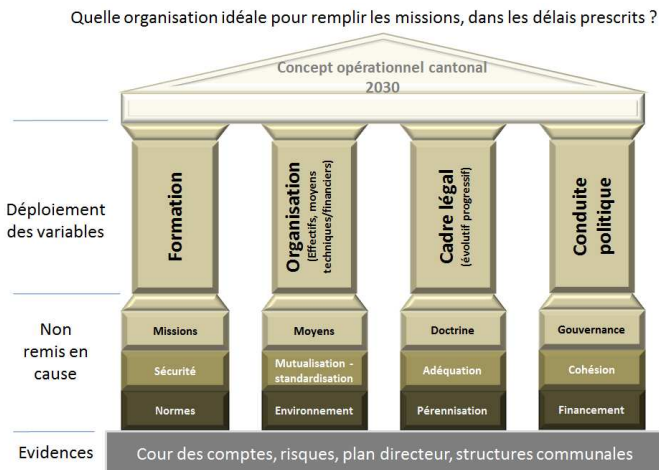 Quelle organisation idéale pour remplir les missions, dans les délais prescrits ?
Concept opérationnel cantonal
2030
Déploiement
des variables
Formation
Organisation
(Effectifs, moyens
techniques/financiers)
Cadre légal
(évolutif progressif)
Conduite
politique
Non
remis en
cause
Missions
Moyens
Doctrine
Gouvernance
Sécurité
Mutualisation -
standardisation
Adéquation
Cohésion
Normes
Environnement
Pérennisation
Financement
Evidences
Cour des comptes, risques, plan directeur, structures communales